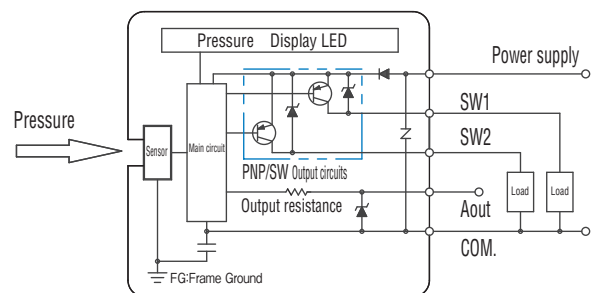 Pressure Display LED
Power supply
SW1
Pressure
SW2
Sensor
Main circuit
PNP/SW Output circuits
Load
Load
Output resistance
Aout
COM.
FG:Frame Ground